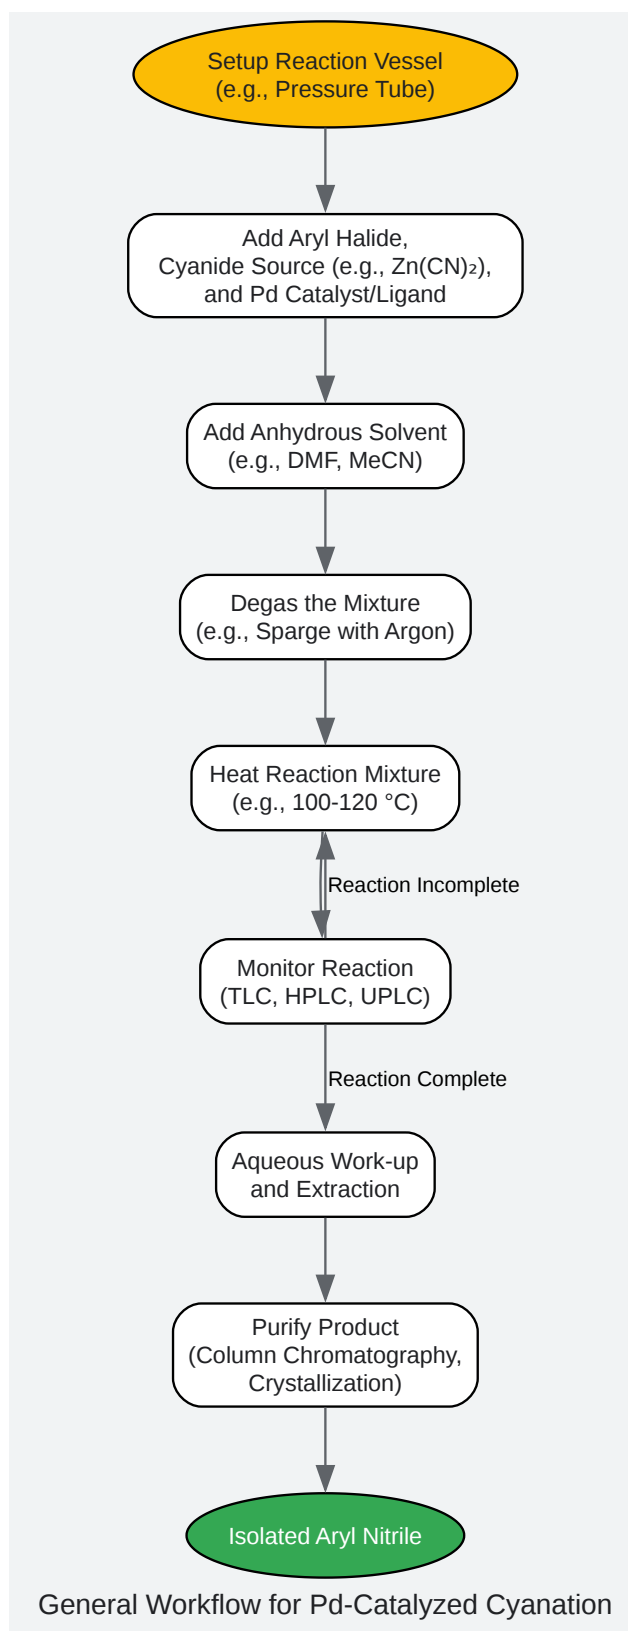 Setup Reaction Vessel
(e.g., Pressure Tube)
Add Aryl Halide,
Cyanide Source (e.g., Zn(CN)₂),
and Pd Catalyst/Ligand
Add Anhydrous Solvent
(e.g., DMF, MeCN)
Degas the Mixture
(e.g., Sparge with Argon)
Heat Reaction Mixture
(e.g., 100-120 °C)
Reaction Incomplete
Monitor Reaction
(TLC, HPLC, UPLC)
Reaction Complete
Aqueous Work-up
and Extraction
Purify Product
(Column Chromatography,
Crystallization)
Isolated Aryl Nitrile
General Workflow for Pd-Catalyzed Cyanation